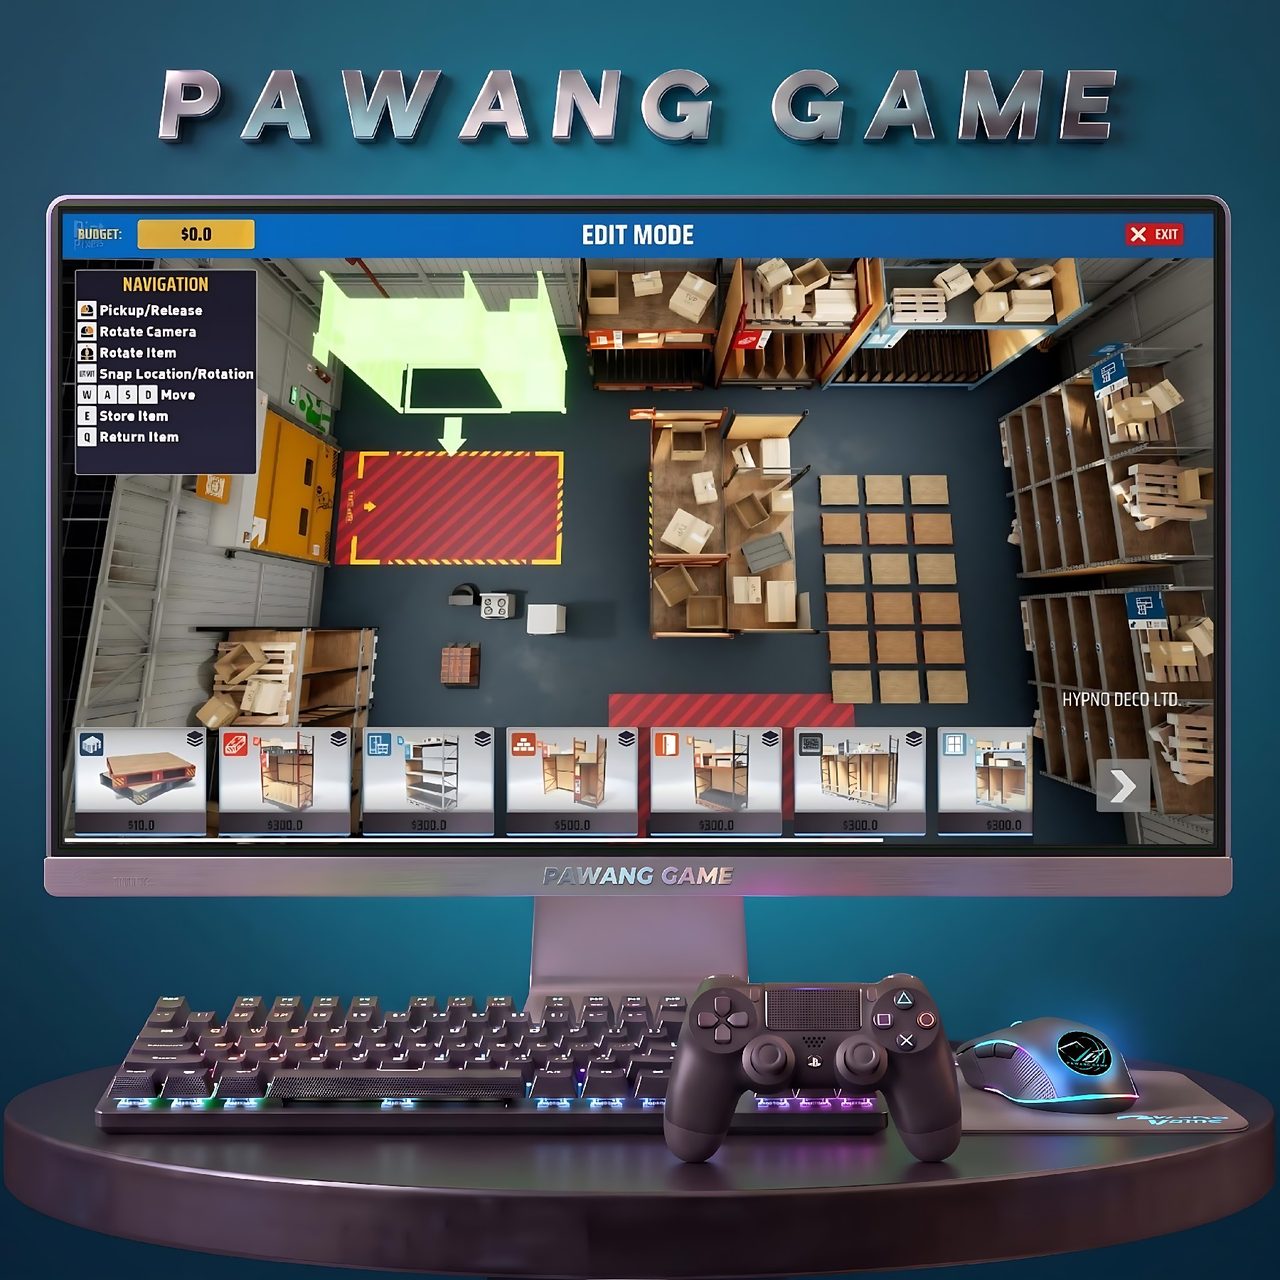 PAWANG GAME
BUDGET:
$0.0
EDIT MODE
EXIT
NAVIGATION
Pickup/Release
Rotate Camera
Rotate Item
Snap Location/Rotation
W A S D Move
E Store Item
Q Return Item
HYPNO DECO LTD.
$10.0
$300.0
$300.0
$500.0
$300.0
$300.0
$300.0
PAWANG GAME